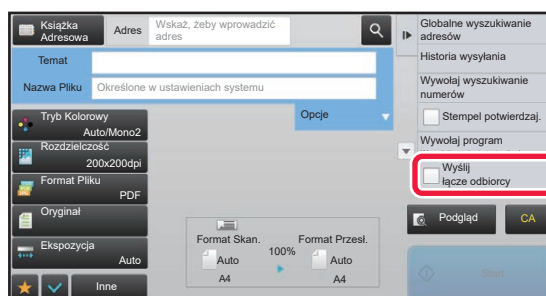 Książka
Adresowa
Adres
Wskaż, żeby wprowadzić
adres
Temat
Nazwa Pliku
Określone w ustawieniach systemu
Opcje
Tryb Kolorowy
Auto/Mono2
Rozdzielczość
200x200dpi
Format Pliku
PDF
Oryginał
Ekspozycja
Auto
Inne
Format Skan.
100%
Format Przesł.
Auto
Auto
A4
A4
Globalne wyszukiwanie
adresów
Historia wysyłania
Wywołaj wyszukiwanie
numerów
Stempel potwierdzaj.
Wywołaj program
Wyślij
łącze odbiorcy
Podgląd
CA
Start